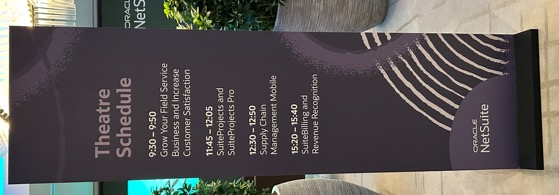 Theatre
Schedule
9:30 – 9:50
Grow Your Field Service
Business and Increase
Customer Satisfaction
11:45 – 12:05
SuiteProjects and
SuiteProjects Pro
12:30 – 12:50
Supply Chain
Management Mobile
15:20 – 15:40
SuiteBilling and
Revenue Recognition
ORACLE
NetSuite
ORACLE
NetSuite